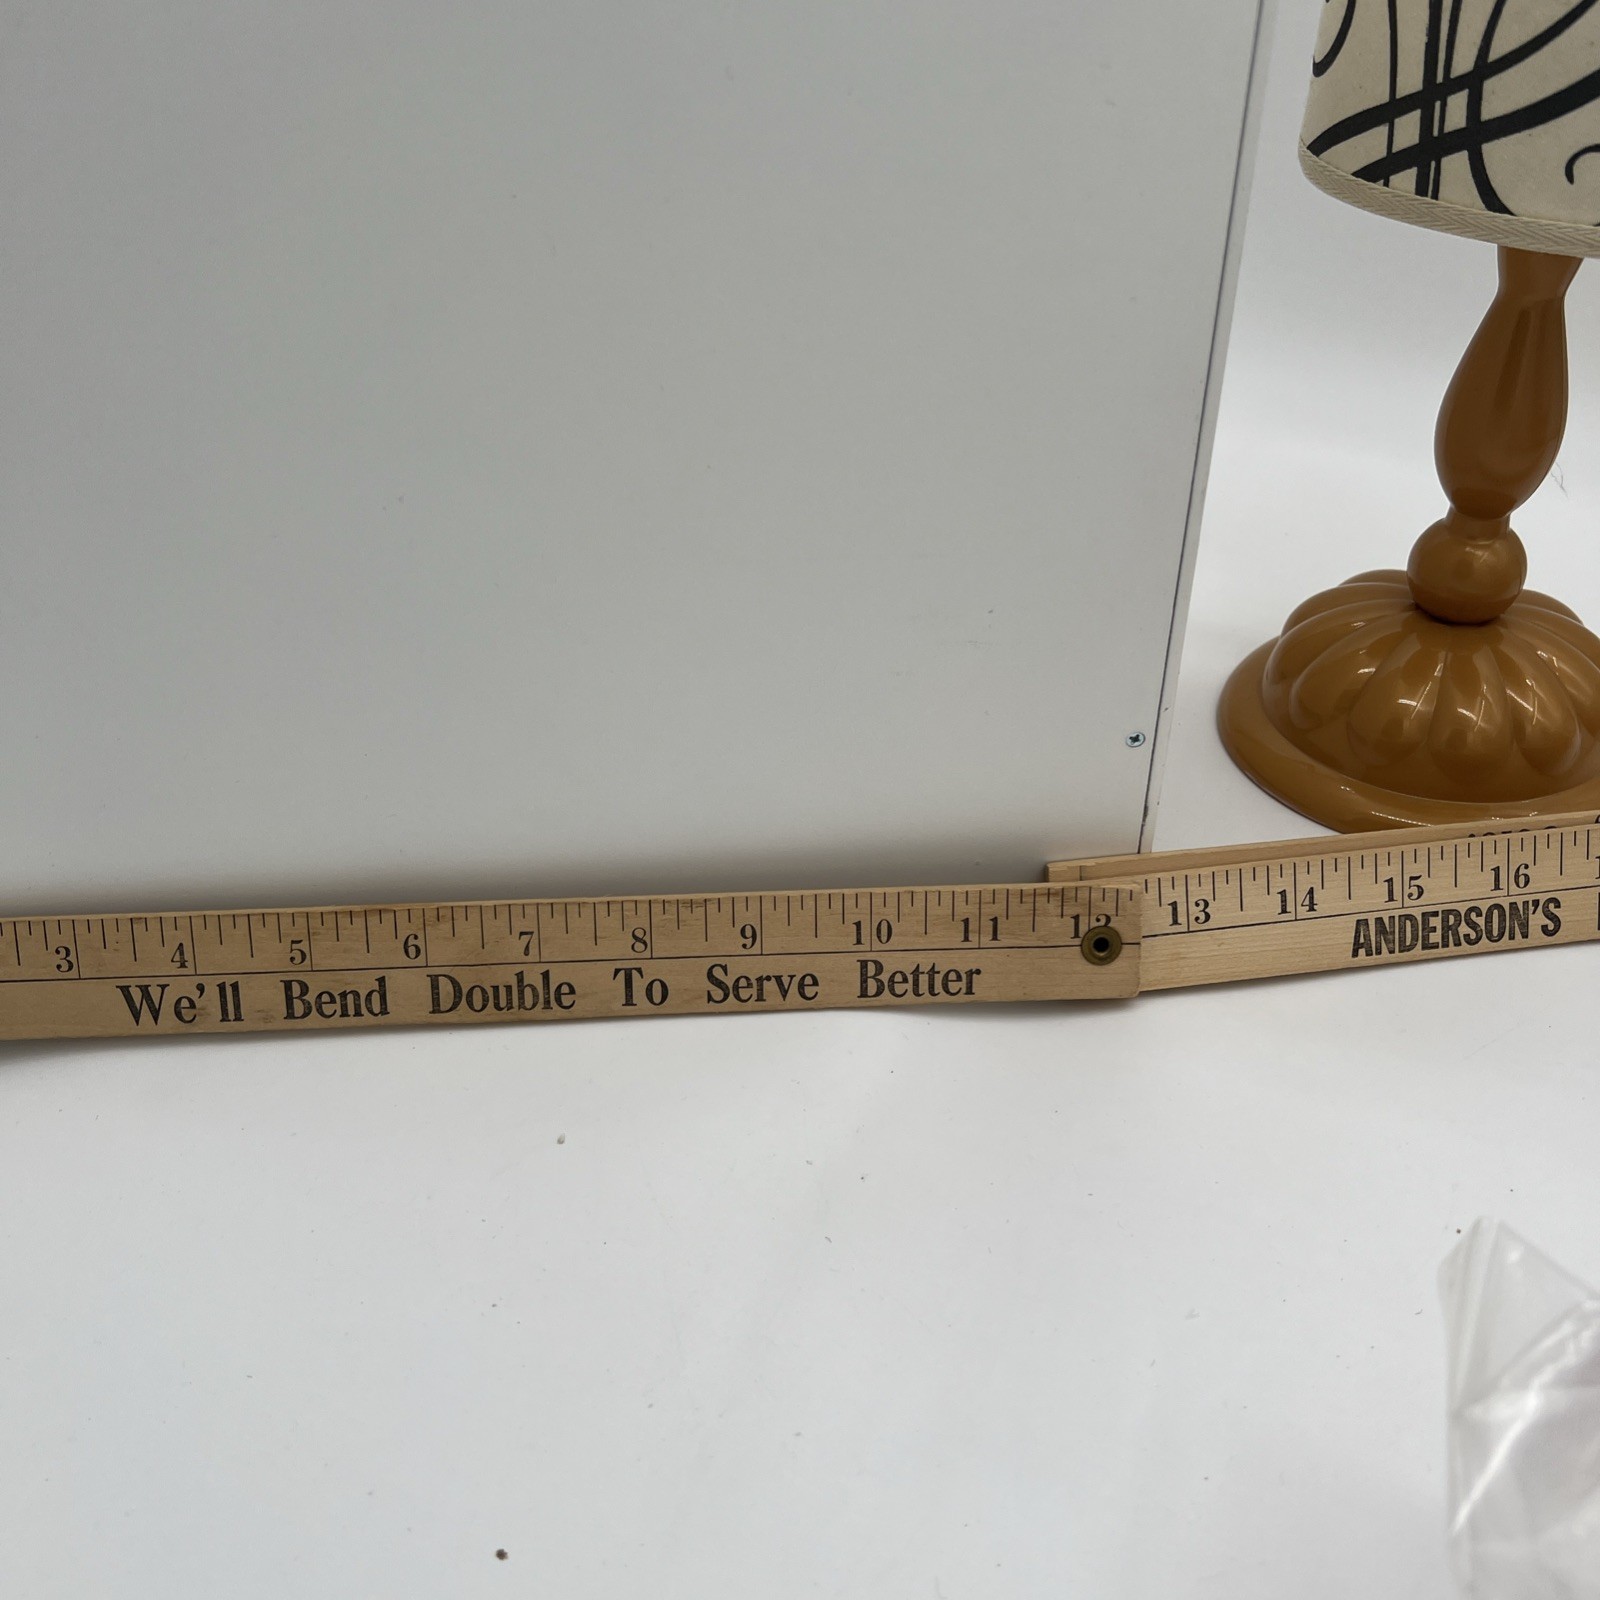 3 4 5 6 7 8 9 10 11 12
We'll Bend Double To Serve Better
13 14 15 16
ANDERSON'S